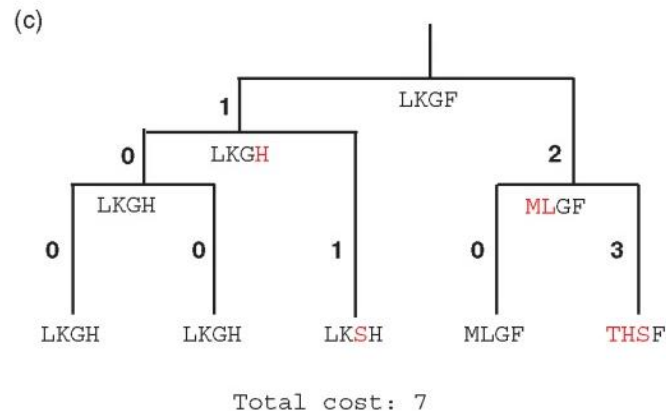 (c)
LKGF
1
0
LKGH
2
LKGH
MLGF
0
0
1
0
3
LKGH
LKGH
LKSH
MLGF
THSF
Total cost: 7